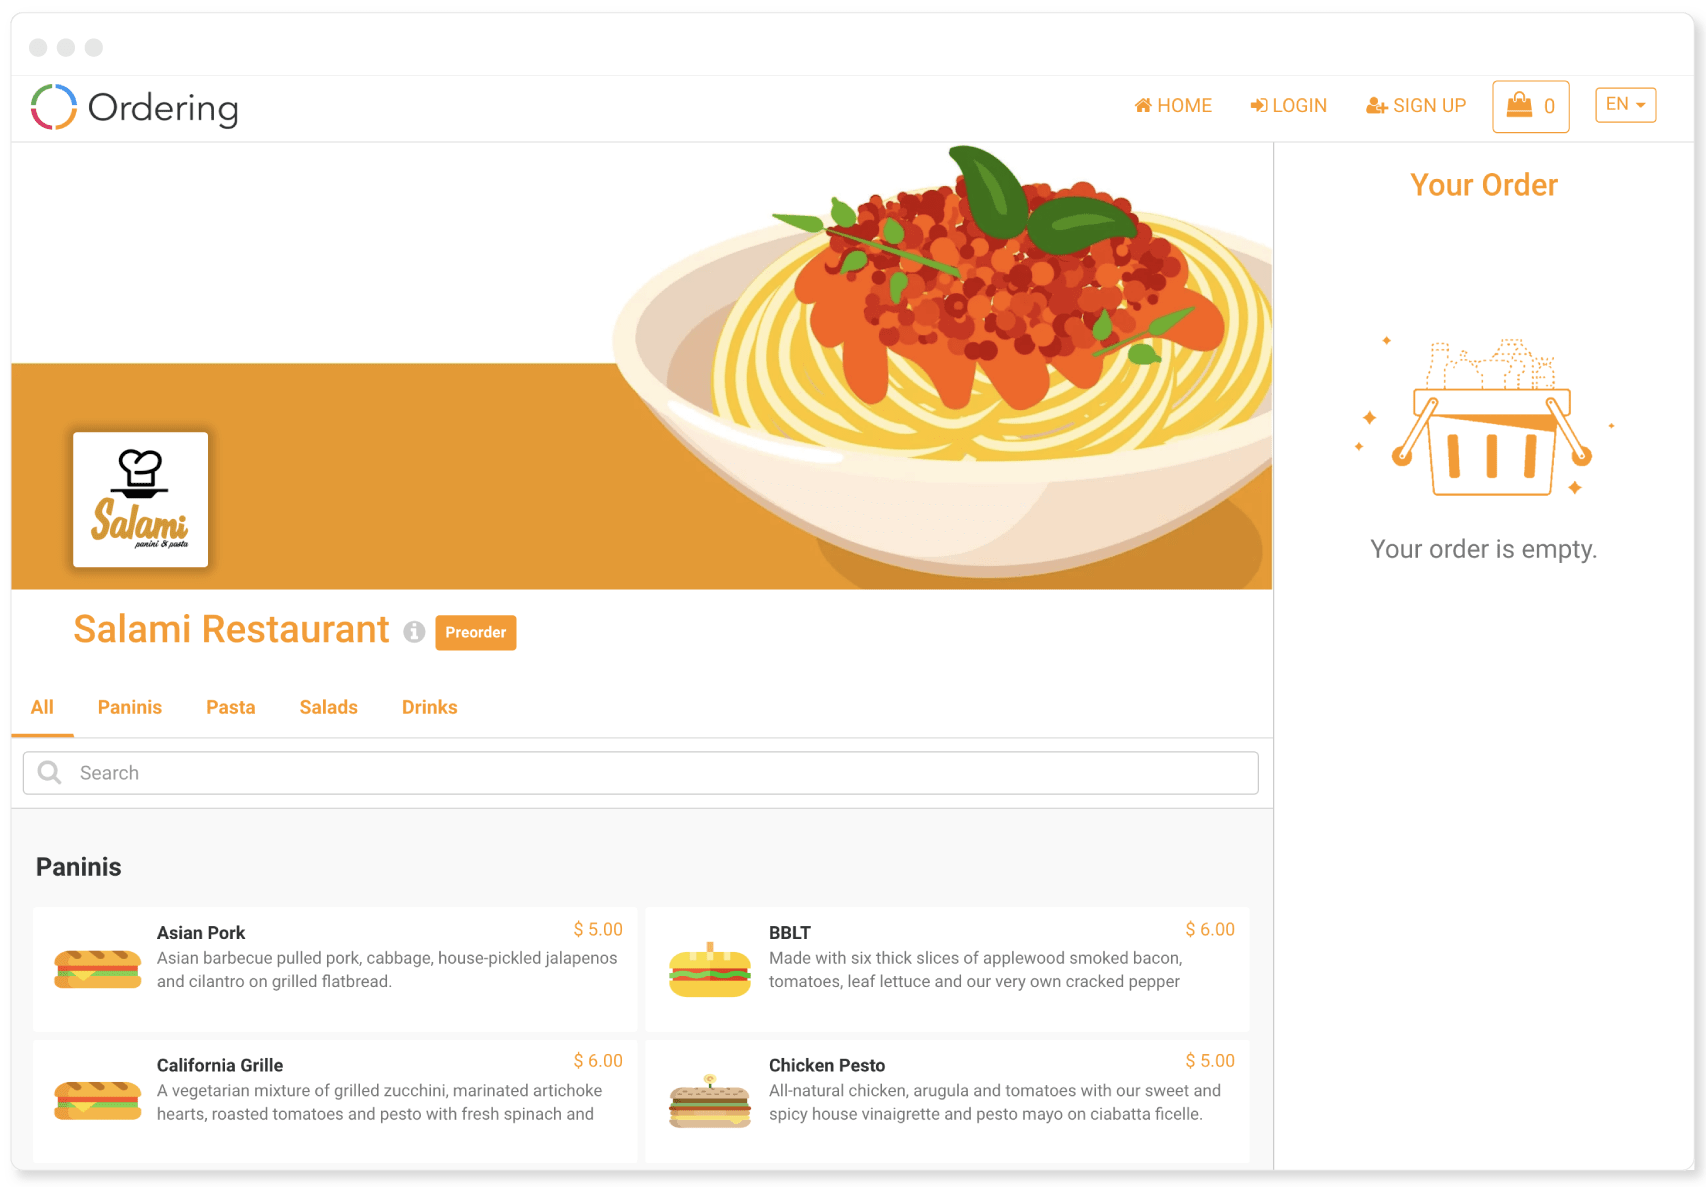 Ordering
HOME
LOGIN
SIGN UP
0
EN
Your Order
Salami
panini & pasta
Your order is empty.
Salami Restaurant
Preorder
All
Paninis
Pasta
Salads
Drinks
Search
Paninis
Asian Pork
$ 5.00
Asian barbecue pulled pork, cabbage, house-pickled jalapenos
and cilantro on grilled flatbread.
BBLT
$ 6.00
Made with six thick slices of applewood smoked bacon,
tomatoes, leaf lettuce and our very own cracked pepper
California Grille
$ 6.00
A vegetarian mixture of grilled zucchini, marinated artichoke
hearts, roasted tomatoes and pesto with fresh spinach and
Chicken Pesto
$ 5.00
All-natural chicken, arugula and tomatoes with our sweet and
spicy house vinaigrette and pesto mayo on ciabatta ficelle.